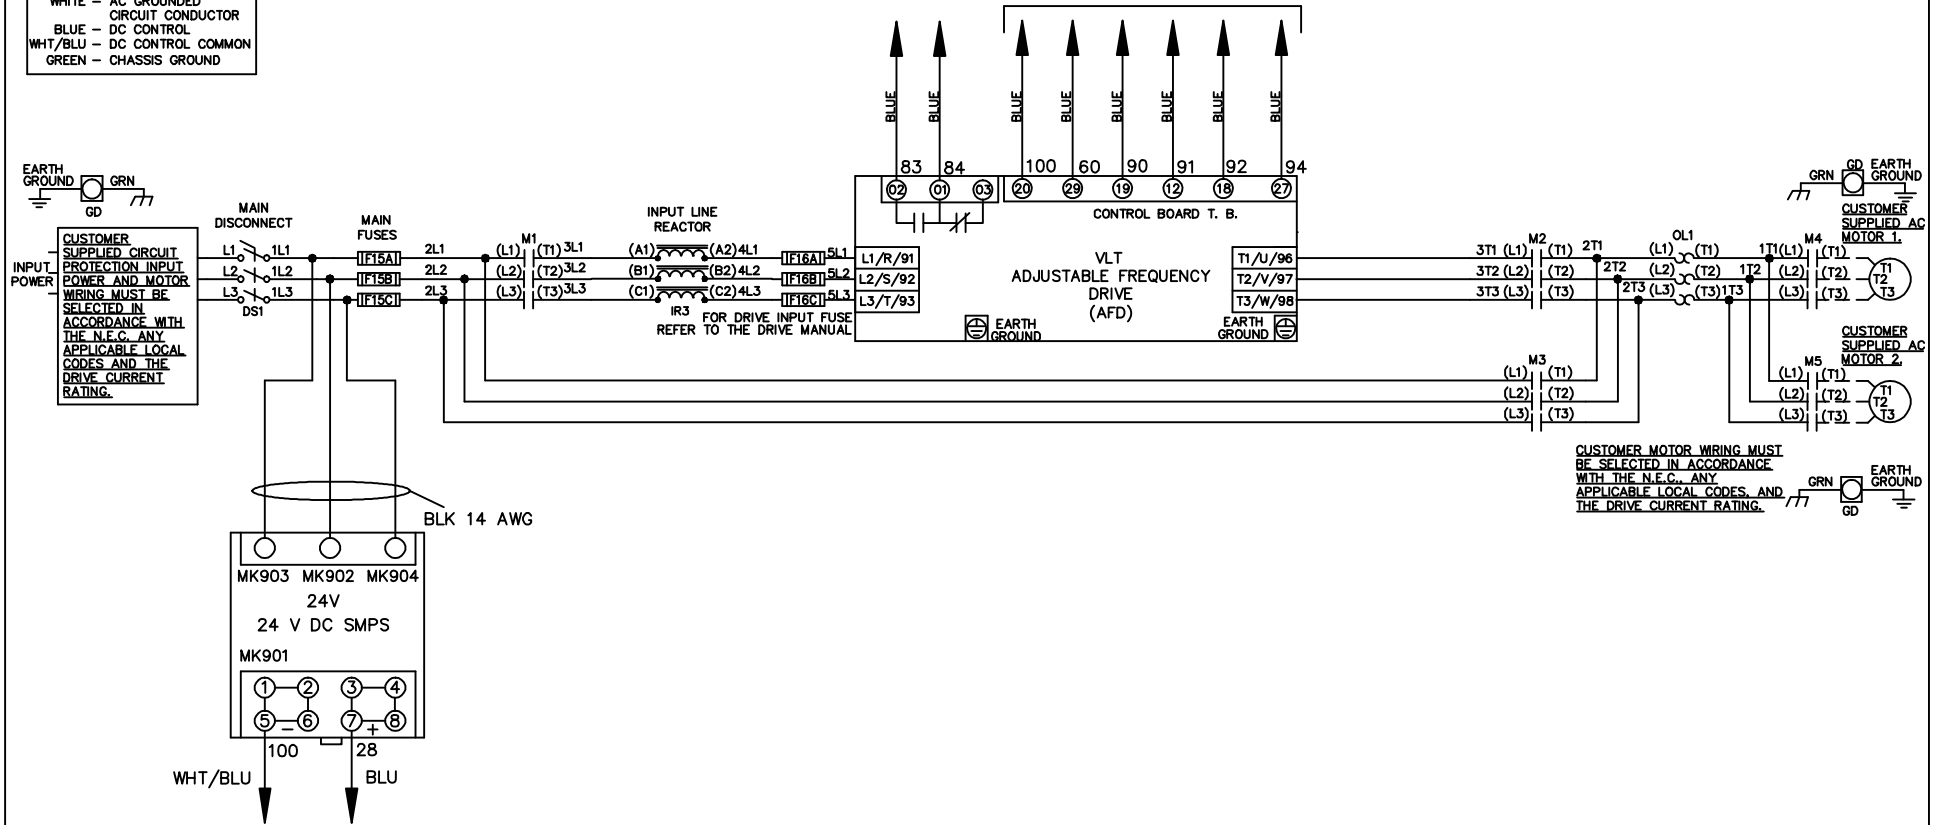 WHITE – AC GROUNDED
CIRCUIT CONDUCTOR
BLUE – DC CONTROL
WHT/BLU – DC CONTROL COMMON
GREEN – CHASSIS GROUND
BLUE
BLUE
BLUE
BLUE
BLUE
BLUE
BLUE
BLUE
83
84
100
60
90
91
92
94
02
01
03
20
29
19
12
18
27
CONTROL BOARD T. B.
EARTH
GROUND
GRN
GD
MAIN
DISCONNECT
MAIN
FUSES
INPUT LINE
REACTOR
INPUT
POWER
CUSTOMER
SUPPLIED CIRCUIT
PROTECTION INPUT
POWER AND MOTOR
WIRING MUST BE
SELECTED IN
ACCORDANCE WITH
THE N.E.C. ANY
APPLICABLE LOCAL
CODES AND THE
DRIVE CURRENT
RATING.
L1 1L1
L2 1L2
L3 1L3
DS1
F15A
F15B
F15C
2L1
2L2
2L3
M1
(L1) (T1) 3L1
(L2) (T2) 3L2
(L3) (T3) 3L3
(A1) (A2) 4L1
(B1) (B2) 4L2
(C1) (C2) 4L3
IR3
F16A 5L1
F16B 5L2
F16C 5L3
FOR DRIVE INPUT FUSE
REFER TO THE DRIVE MANUAL
L1/R/91
L2/S/92
L3/T/93
VLT
ADJUSTABLE FREQUENCY
DRIVE
(AFD)
T1/U/96
T2/V/97
T3/W/98
EARTH
GROUND
EARTH
GROUND
M2
3T1 (L1) (T1) 2T1
3T2 (L2) (T2) 2T2
3T3 (L3) (T3) 2T3
OL1
(L1) (T1) 1T1
(L2) (T2) 1T2
(L3) (T3) 1T3
M4
(L1) (T1)
(L2) (T2)
(L3) (T3)
T1
T2
T3
GRN
GD
EARTH
GROUND
CUSTOMER
SUPPLIED AC
MOTOR 1.
M3
(L1) (T1)
(L2) (T2)
(L3) (T3)
M5
(L1) (T1)
(L2) (T2)
(L3) (T3)
T1
T2
T3
CUSTOMER
SUPPLIED AC
MOTOR 2.
CUSTOMER MOTOR WIRING MUST
BE SELECTED IN ACCORDANCE
WITH THE N.E.C., ANY
APPLICABLE LOCAL CODES, AND
THE DRIVE CURRENT RATING.
GRN
GD
EARTH
GROUND
BLK 14 AWG
MK903 MK902 MK904
24V
24 V DC SMPS
MK901
1 2 3 4
5 – 6 7 + 8
100
28
WHT/BLU
BLU